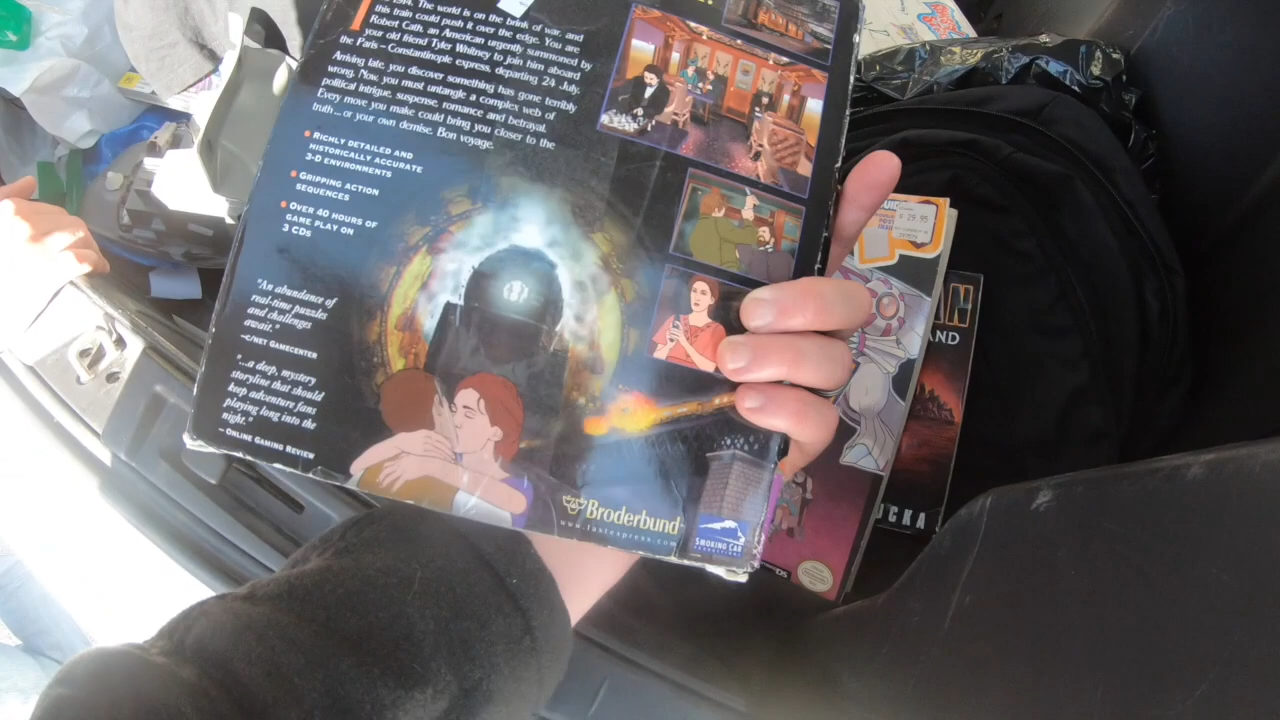 1914. The world is on the brink of war, and
this train could push it over the edge. You are
Robert Cath, an American urgently summoned by
your old friend Tyler Whitney to join him aboard
the Paris – Constantinople express, departing 24 July.
Arriving late, you discover something has gone terribly
wrong. Now, you must untangle a complex web of
political intrigue, suspense, romance and betrayal.
Every move you make could bring you closer to the
truth ... or your own demise. Bon voyage.
RICHLY DETAILED AND
HISTORICALLY ACCURATE
3-D ENVIRONMENTS
GRIPPING ACTION
SEQUENCES
OVER 40 HOURS OF
GAME PLAY ON
3 CDs
"An abundance of
real-time puzzles
and challenges
await."
–C/NET GAMECENTER
"...a deep, mystery
storyline that should
keep adventure fans
playing long into the
night."
– ONLINE GAMING REVIEW
Brøderbund
www.lastexpress.com
SMOKING CAR
PRODUCTIONS
$ 29.95
AN
AND
CKA
DS